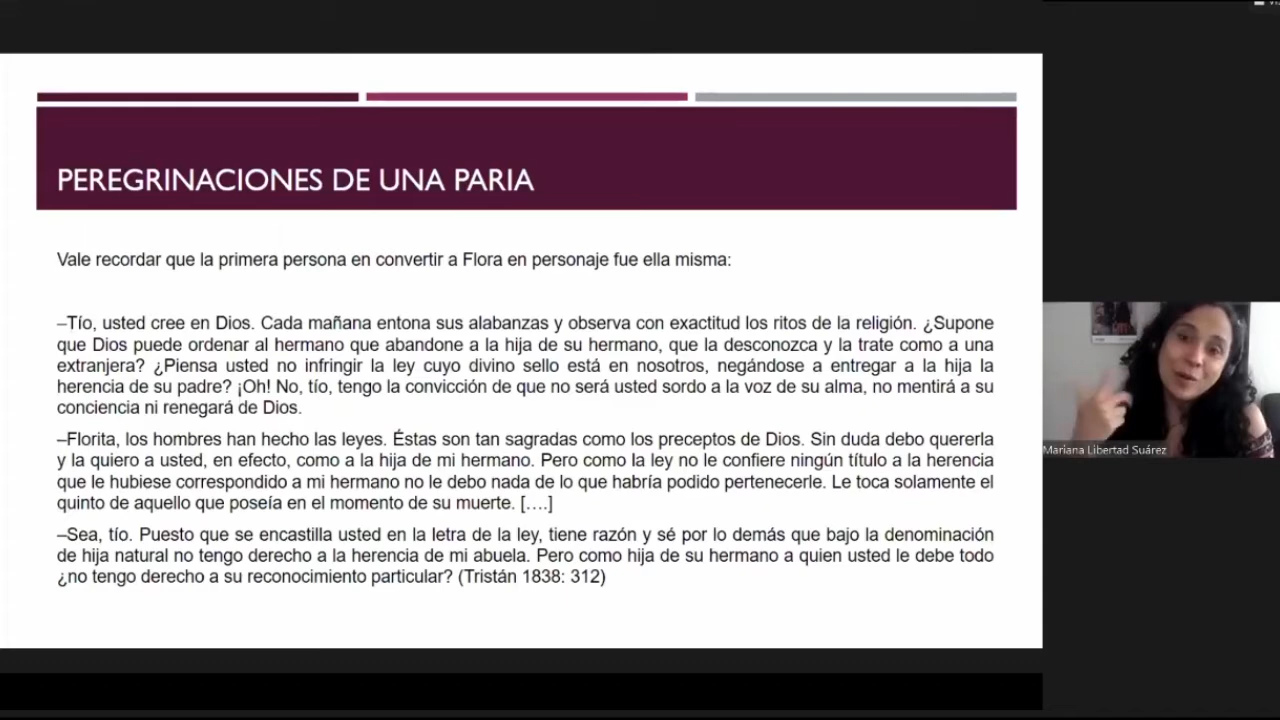 PEREGRINACIONES DE UNA PARIA
Vale recordar que la primera persona en convertir a Flora en personaje fue ella misma:
–Tío, usted cree en Dios. Cada mañana entona sus alabanzas y observa con exactitud los ritos de la religión. ¿Supone
que Dios puede ordenar al hermano que abandone a la hija de su hermano, que la desconozca y la trate como a una
extranjera? ¿Piensa usted no infringir la ley cuyo divino sello está en nosotros, negándose a entregar a la hija la
herencia de su padre? ¡Oh! No, tío, tengo la convicción de que no será usted sordo a la voz de su alma, no mentirá a su
conciencia ni renegará de Dios.
–Florita, los hombres han hecho las leyes. Éstas son tan sagradas como los preceptos de Dios. Sin duda debo quererla
y la quiero a usted, en efecto, como a la hija de mi hermano. Pero como la ley no le confiere ningún título a la herencia
que le hubiese correspondido a mi hermano no le debo nada de lo que habría podido pertenecerle. Le toca solamente el
quinto de aquello que poseía en el momento de su muerte. [….]
–Sea, tío. Puesto que se encastilla usted en la letra de la ley, tiene razón y sé por lo demás que bajo la denominación
de hija natural no tengo derecho a la herencia de mi abuela. Pero como hija de su hermano a quien usted le debe todo
¿no tengo derecho a su reconocimiento particular? (Tristán 1838: 312)
Mariana Libertad Suárez